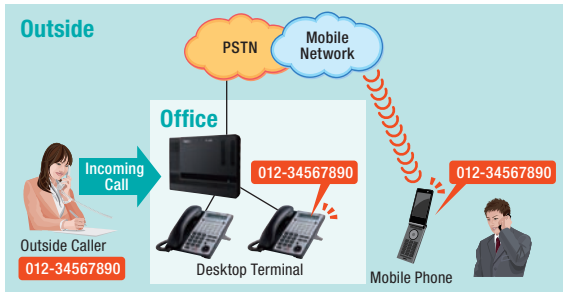 Outside
PSTN
Mobile
Network
Office
Incoming
Call
012-34567890
012-34567890
Outside Caller
012-34567890
Desktop Terminal
Mobile Phone